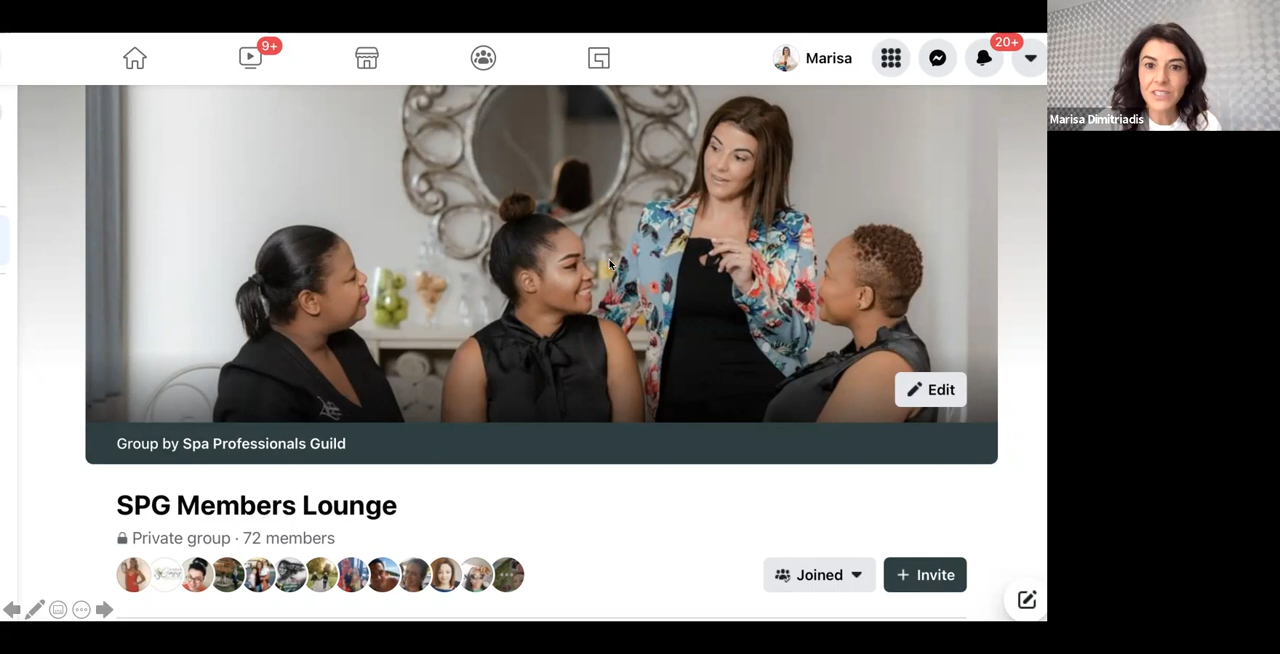 9+
Marisa
20+
Marisa Dimitriadis
Edit
Group by Spa Professionals Guild
SPG Members Lounge
Private group · 72 members
Joined
+ Invite